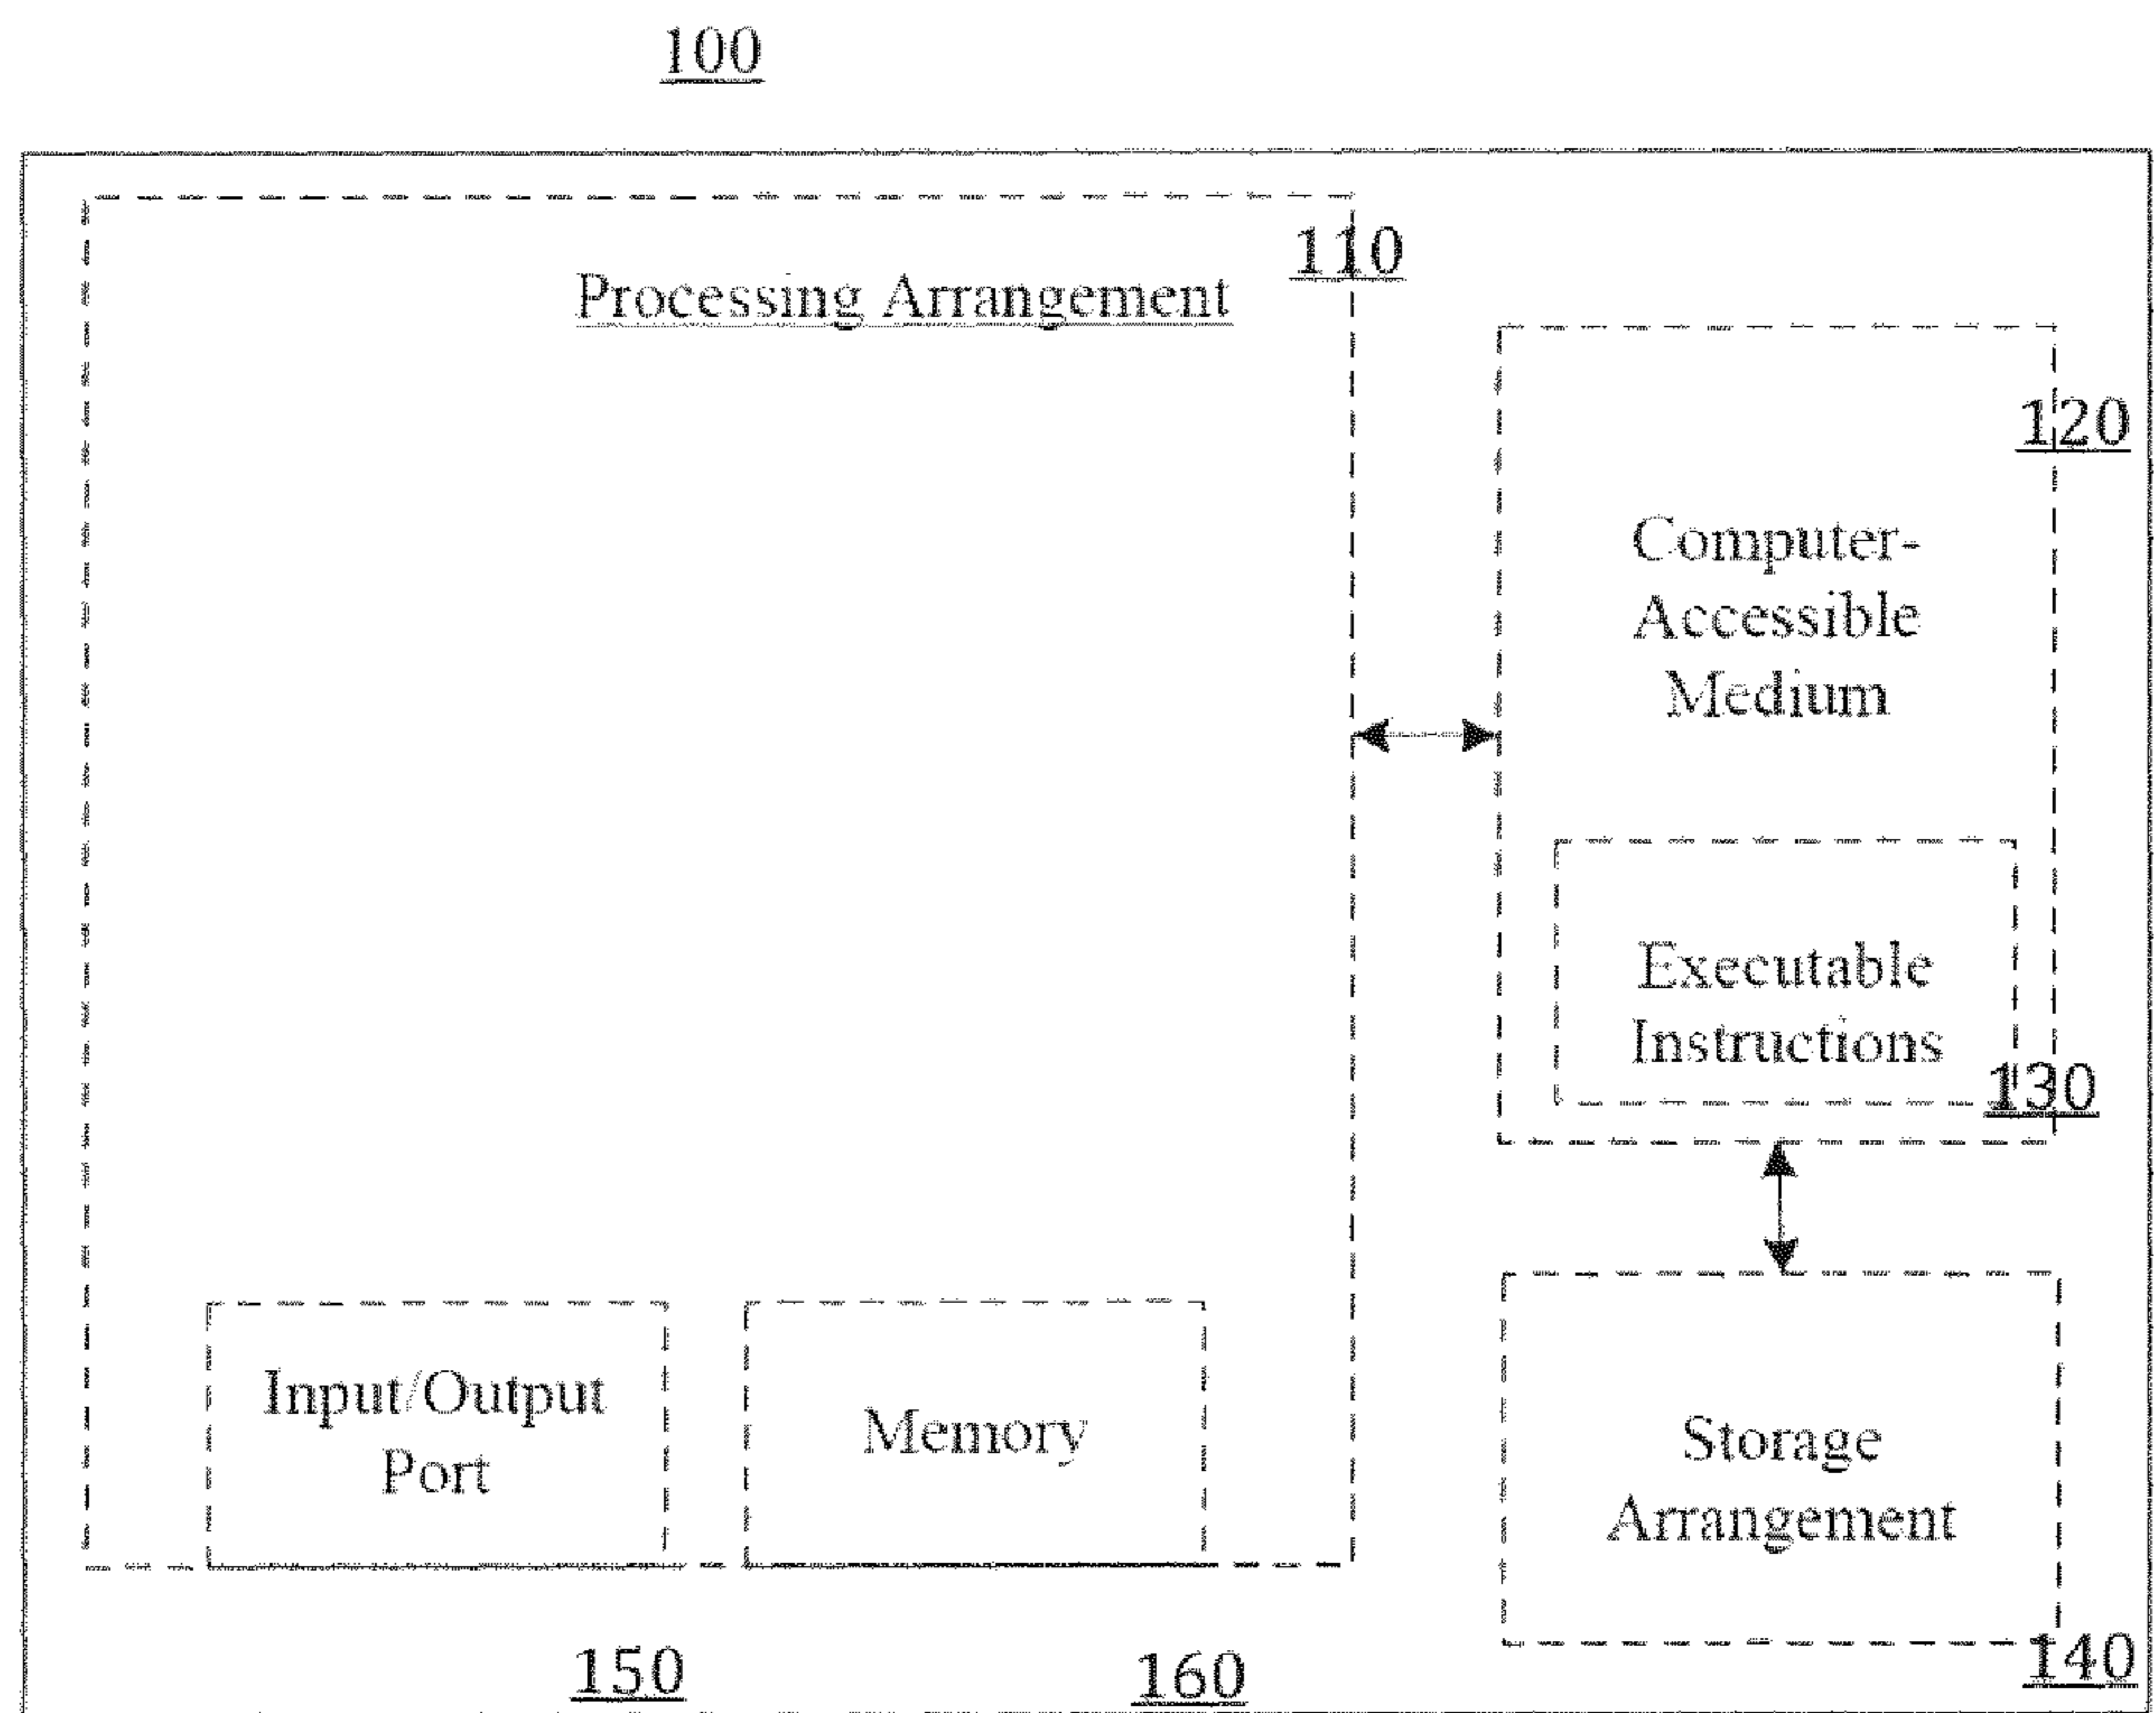 100
110
Processing Arrangement
120
Computer-
Accessible
Medium
Executable
Instructions
130
Input/Output
Port
Memory
Storage
Arrangement
140
150
160